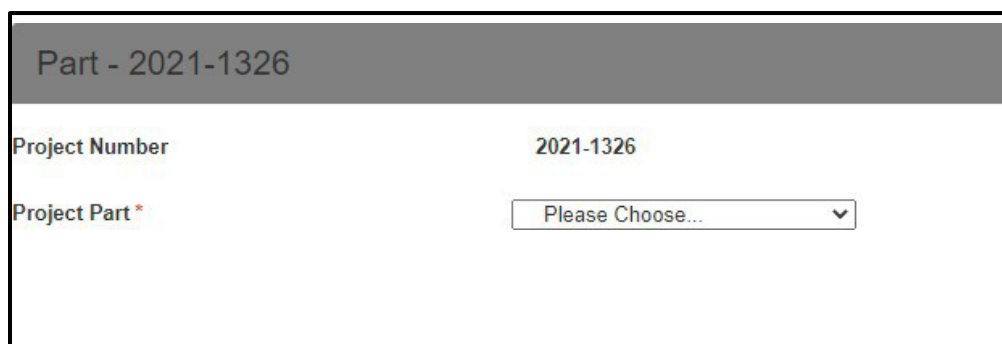 Part - 2021-1326
Project Number 2021-1326
Project Part * Please Choose...